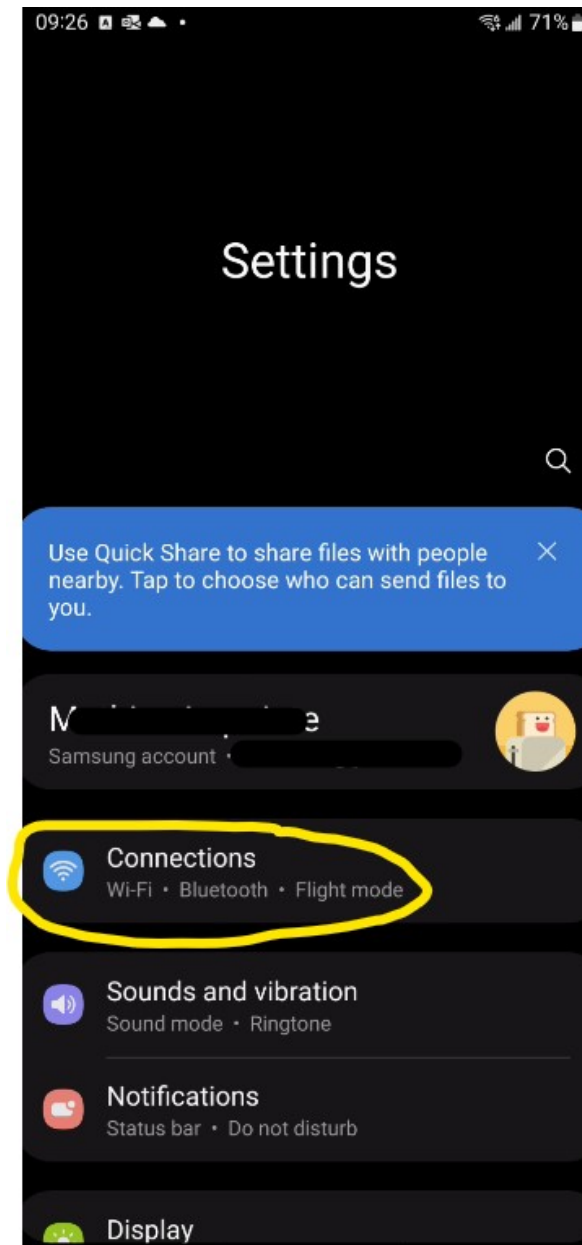 09:26
71%
Settings
Use Quick Share to share files with people
nearby. Tap to choose who can send files to
you.
Samsung account •
Connections
Wi-Fi • Bluetooth • Flight mode
Sounds and vibration
Sound mode • Ringtone
Notifications
Status bar • Do not disturb
Display